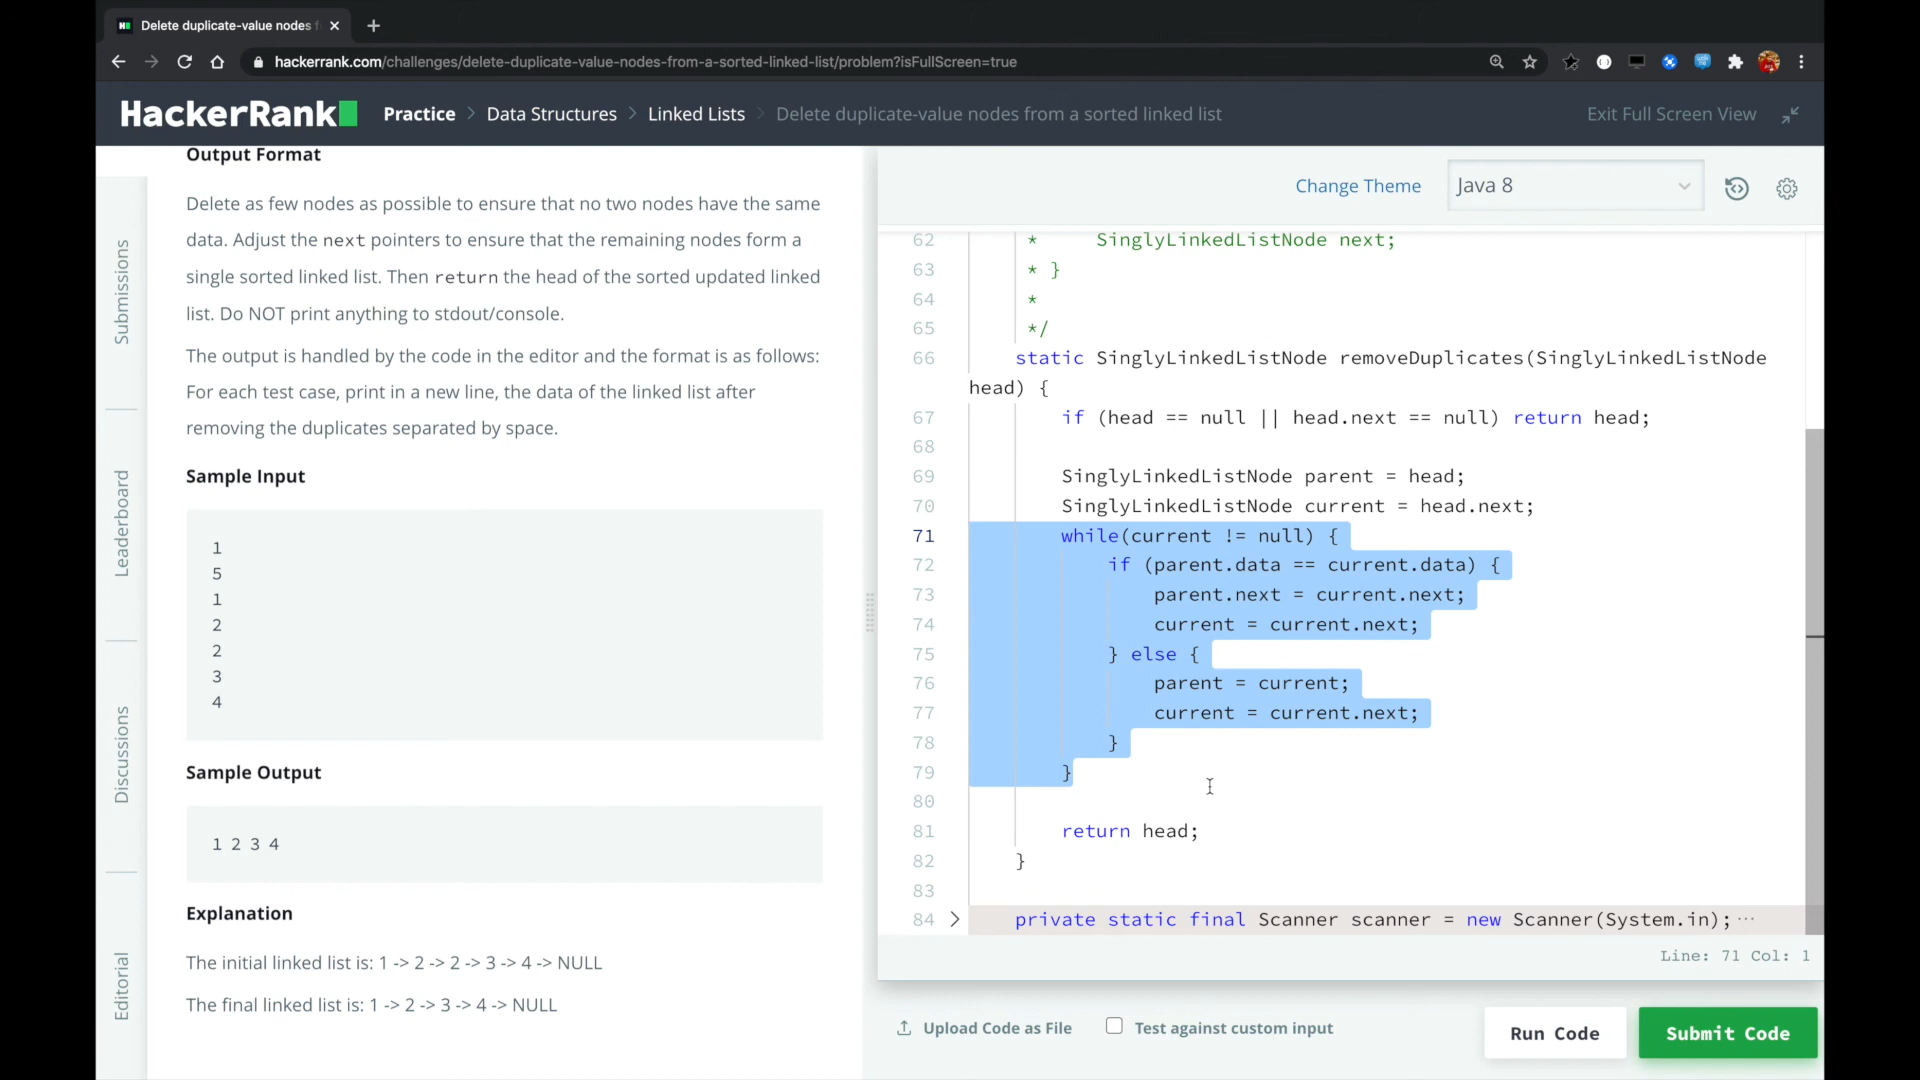 Delete duplicate-value nodes f
hackerrank.com/challenges/delete-duplicate-value-nodes-from-a-sorted-linked-list/problem?isFullScreen=true
HackerRank
Practice > Data Structures > Linked Lists > Delete duplicate-value nodes from a sorted linked list
Exit Full Screen View
Submissions
Leaderboard
Discussions
Editorial
Output Format
Delete as few nodes as possible to ensure that no two nodes have the same
data. Adjust the next pointers to ensure that the remaining nodes form a
single sorted linked list. Then return the head of the sorted updated linked
list. Do NOT print anything to stdout/console.
The output is handled by the code in the editor and the format is as follows:
For each test case, print in a new line, the data of the linked list after
removing the duplicates separated by space.
Sample Input
1
5
1
2
2
3
4
Sample Output
1 2 3 4
Explanation
The initial linked list is: 1 -> 2 -> 2 -> 3 -> 4 -> NULL
The final linked list is: 1 -> 2 -> 3 -> 4 -> NULL
Change Theme
Java 8
62 * SinglyLinkedListNode next;
63 * }
64 *
65 */
66 static SinglyLinkedListNode removeDuplicates(SinglyLinkedListNode
head) {
67 if (head == null || head.next == null) return head;
68
69 SinglyLinkedListNode parent = head;
70 SinglyLinkedListNode current = head.next;
71 while(current != null) {
72 if (parent.data == current.data) {
73 parent.next = current.next;
74 current = current.next;
75 } else {
76 parent = current;
77 current = current.next;
78 }
79 }
80
81 return head;
82 }
83
84 > private static final Scanner scanner = new Scanner(System.in);···
Line: 71 Col: 1
Upload Code as File
Test against custom input
Run Code
Submit Code